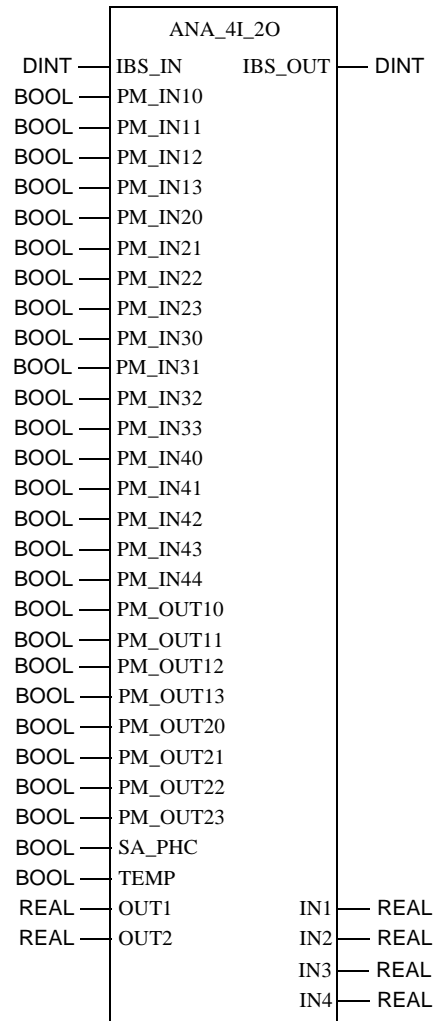 ANA_4I_2O
DINT IBS_IN IBS_OUT DINT
BOOL PM_IN10
BOOL PM_IN11
BOOL PM_IN12
BOOL PM_IN13
BOOL PM_IN20
BOOL PM_IN21
BOOL PM_IN22
BOOL PM_IN23
BOOL PM_IN30
BOOL PM_IN31
BOOL PM_IN32
BOOL PM_IN33
BOOL PM_IN40
BOOL PM_IN41
BOOL PM_IN42
BOOL PM_IN43
BOOL PM_IN44
BOOL PM_OUT10
BOOL PM_OUT11
BOOL PM_OUT12
BOOL PM_OUT13
BOOL PM_OUT20
BOOL PM_OUT21
BOOL PM_OUT22
BOOL PM_OUT23
BOOL SA_PHC
BOOL TEMP
REAL OUT1 IN1 REAL
REAL OUT2 IN2 REAL
IN3 REAL
IN4 REAL